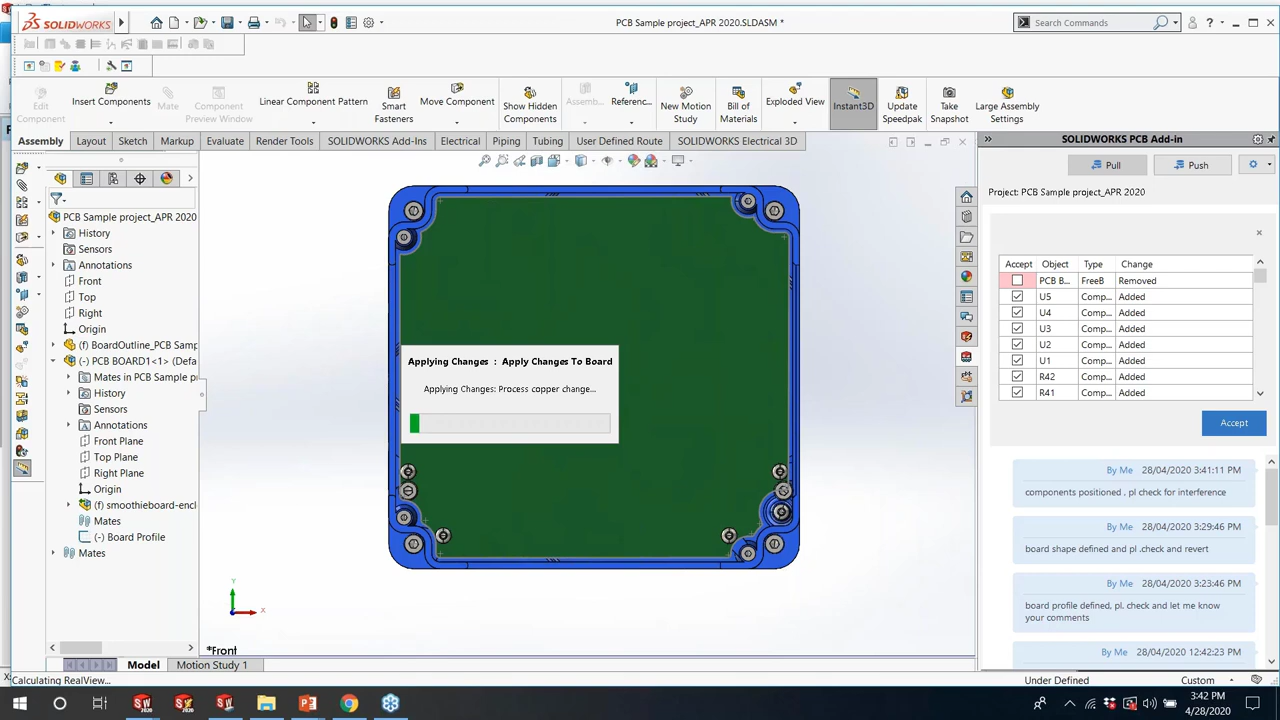 SOLIDWORKS
PCB Sample project_APR 2020.SLDASM *
Search Commands
Edit Component
Insert Components
Mate
Component Preview Window
Linear Component Pattern
Smart Fasteners
Move Component
Show Hidden Components
Assemb...
Referenc...
New Motion Study
Bill of Materials
Exploded View
Instant3D
Update Speedpak
Take Snapshot
Large Assembly Settings
Assembly
Layout
Sketch
Markup
Evaluate
Render Tools
SOLIDWORKS Add-Ins
Electrical
Piping
Tubing
User Defined Route
SOLIDWORKS Electrical 3D
PCB Sample project_APR 2020
History
Sensors
Annotations
Front
Top
Right
Origin
(f) BoardOutline_PCB Sam
(-) PCB BOARD1<1> (Defa
Mates in PCB Sample p
History
Sensors
Annotations
Front Plane
Top Plane
Right Plane
Origin
(f) smoothieboard-encl
Mates
(-) Board Profile
Mates
Applying Changes : Apply Changes To Board
Applying Changes: Process copper change...
Y
X
*Front
SOLIDWORKS PCB Add-in
Pull
Push
Project: PCB Sample project_APR 2020
Accept Object Type Change
PCB B... FreeB Removed
U5 Comp... Added
U4 Comp... Added
U3 Comp... Added
U2 Comp... Added
U1 Comp... Added
R42 Comp... Added
R41 Comp... Added
Accept
By Me 28/04/2020 3:41:11 PM
components positioned , pl check for interference
By Me 28/04/2020 3:29:46 PM
board shape defined and pl .check and revert
By Me 28/04/2020 3:23:46 PM
board profile defined, pl. check and let me know
your comments
By Me 28/04/2020 12:42:23 PM
Model
Motion Study 1
Calculating RealView...
Under Defined
Custom
3:42 PM
4/28/2020